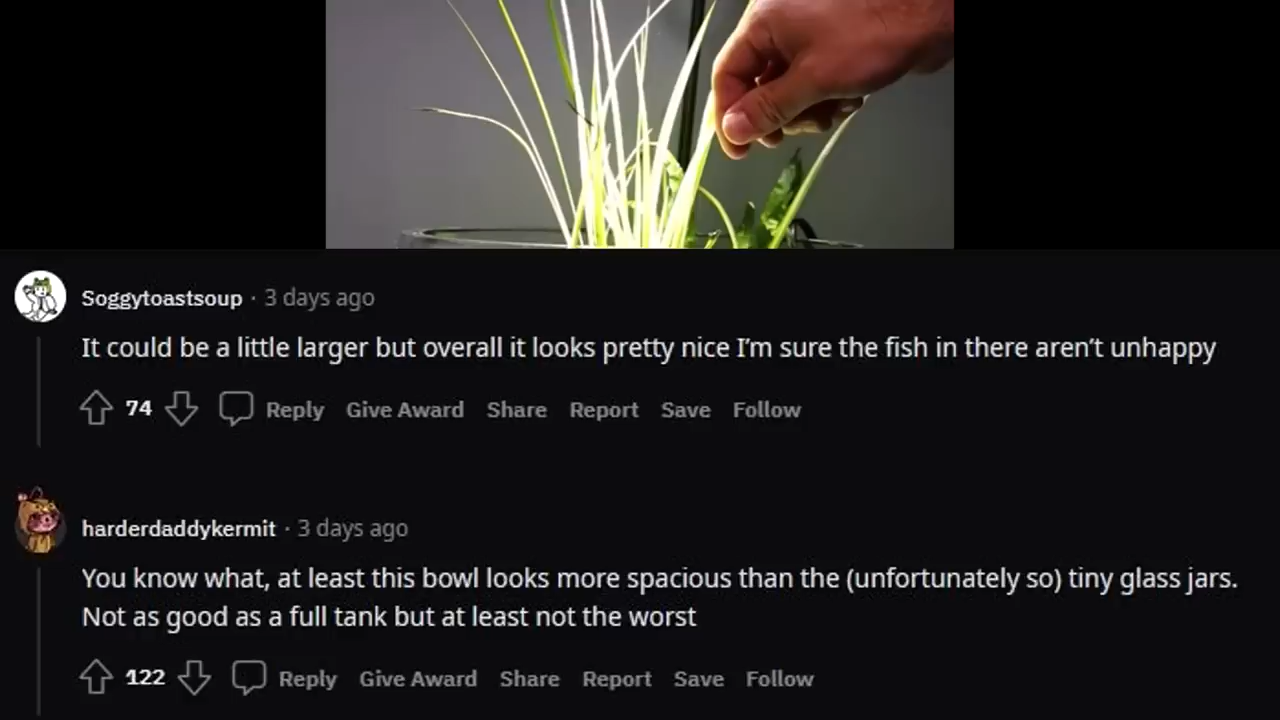 Soggytoastsoup · 3 days ago
It could be a little larger but overall it looks pretty nice I’m sure the fish in there aren’t unhappy
74 Reply Give Award Share Report Save Follow
harderdaddykermit · 3 days ago
You know what, at least this bowl looks more spacious than the (unfortunately so) tiny glass jars.
Not as good as a full tank but at least not the worst
122 Reply Give Award Share Report Save Follow